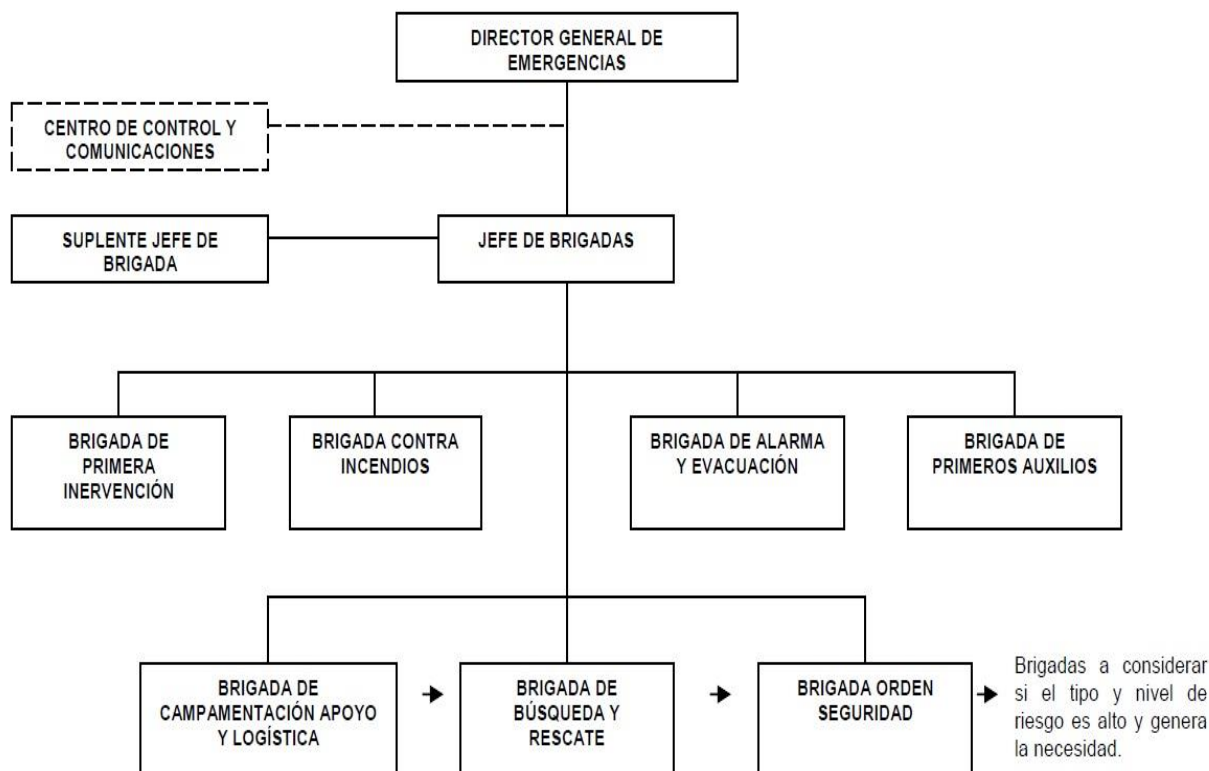 DIRECTOR GENERAL DE
EMERGENCIAS
CENTRO DE CONTROL Y
COMUNICACIONES
SUPLENTE JEFE DE
BRIGADA
JEFE DE BRIGADAS
BRIGADA DE
PRIMERA
INERVENCIÓN
BRIGADA CONTRA
INCENDIOS
BRIGADA DE ALARMA
Y EVACUACIÓN
BRIGADA DE
PRIMEROS AUXILIOS
BRIGADA DE
CAMPAMENTACIÓN APOYO
Y LOGÍSTICA
BRIGADA DE
BÚSQUEDA Y
RESCATE
BRIGADA ORDEN
SEGURIDAD
Brigadas a considerar
si el tipo y nivel de
riesgo es alto y genera
la necesidad.